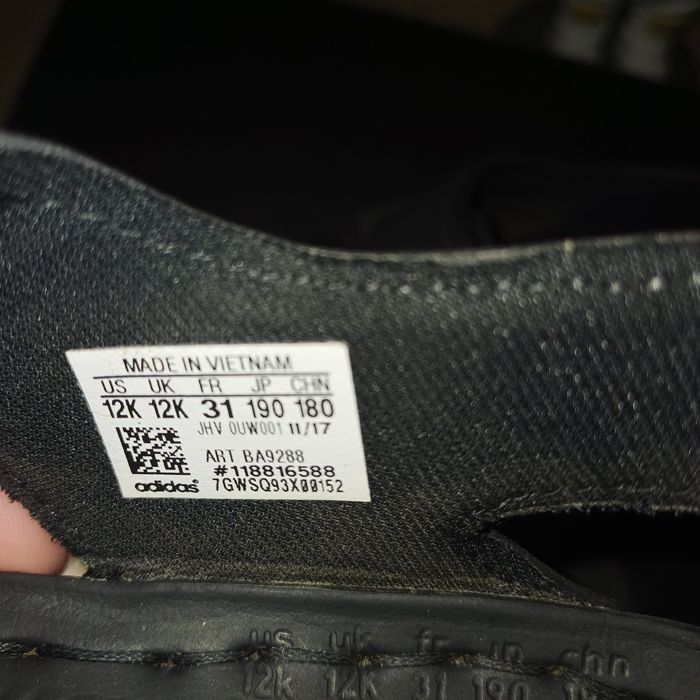 MADE IN VIETNAM
US UK FR JP CHN
12K 12K 31 190 180
JHV 0UW001 11/17
ART BA9288
#118816588
adidas 7GWSQ93X00152
us uk fr jp chn
12k 12k 31 190